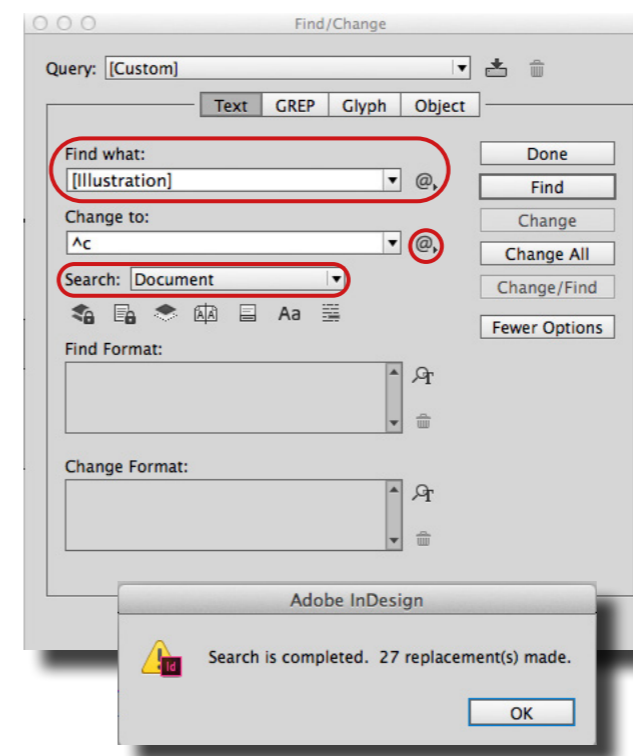 Find/Change
Query: [Custom]
Text GREP Glyph Object
Find what:
[Illustration]
@
Change to:
^c
@
Search: Document
Aa
Find Format:
Change Format:
Done
Find
Change
Change All
Change/Find
Fewer Options
Adobe InDesign
Id
Search is completed. 27 replacement(s) made.
OK